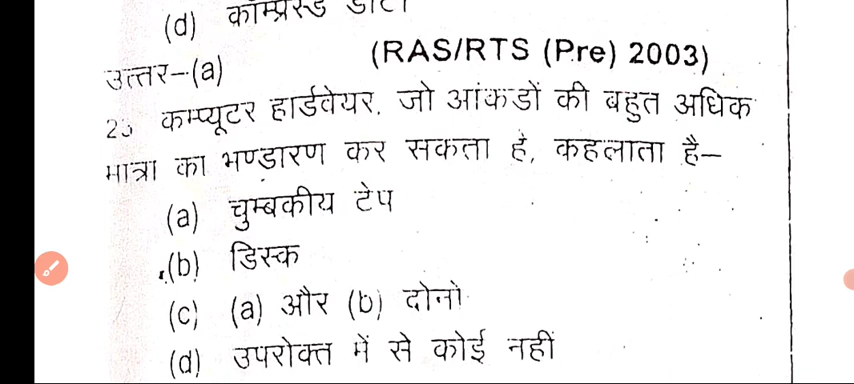 (d) कॉम्प्रेस्ड डाटा
(RAS/RTS (Pre) 2003)
उत्तर–(a)
कम्प्यूटर हार्डवेयर, जो आंकडों की बहुत अधिक
मात्रा का भण्डारण कर सकता है, कहलाता है–
(a) चुम्बकीय टेप
(b) डिस्क
(c) (a) और (b) दोनो
(d) उपरोक्त में से कोई नहीं